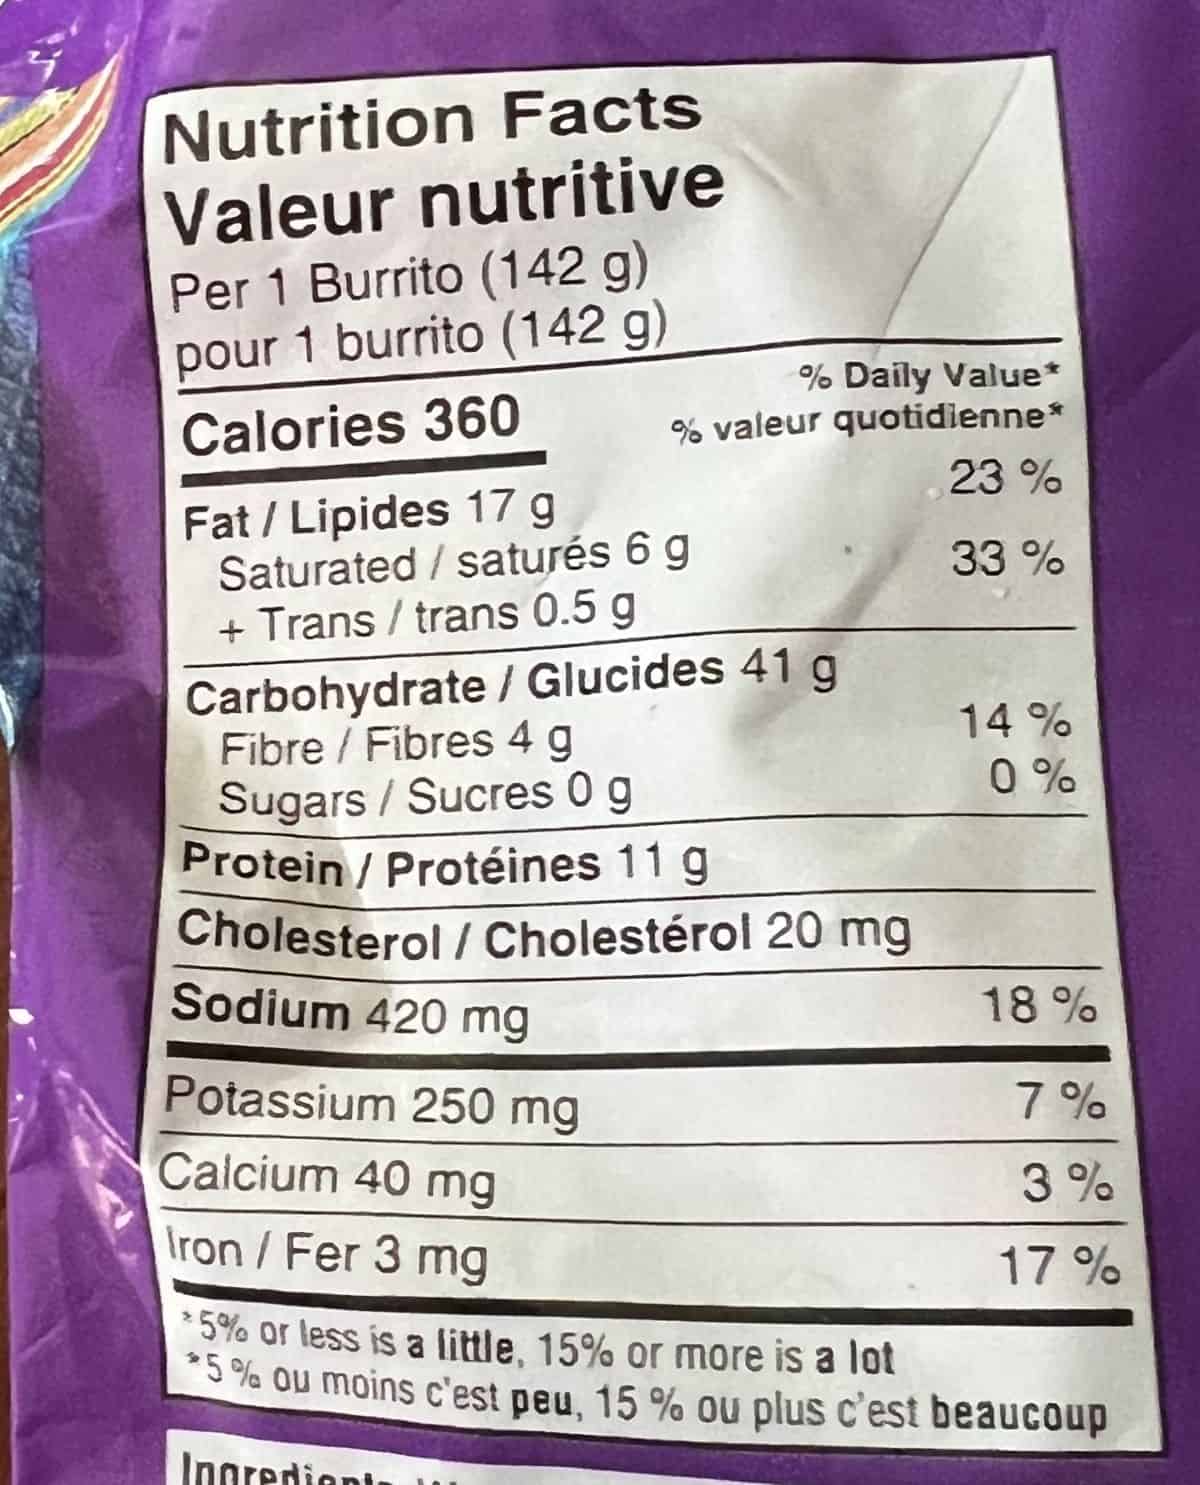 Nutrition Facts
Valeur nutritive
Per 1 Burrito (142 g)
pour 1 burrito (142 g)
% Daily Value*
Calories 360
% valeur quotidienne*
Fat / Lipides 17 g 23 %
Saturated / saturés 6 g 33 %
+ Trans / trans 0.5 g
Carbohydrate / Glucides 41 g
Fibre / Fibres 4 g 14 %
Sugars / Sucres 0 g 0 %
Protein / Protéines 11 g
Cholesterol / Cholestérol 20 mg
Sodium 420 mg 18 %
Potassium 250 mg 7 %
Calcium 40 mg 3 %
Iron / Fer 3 mg 17 %
*5% or less is a little, 15% or more is a lot
*5 % ou moins c'est peu, 15 % ou plus c'est beaucoup